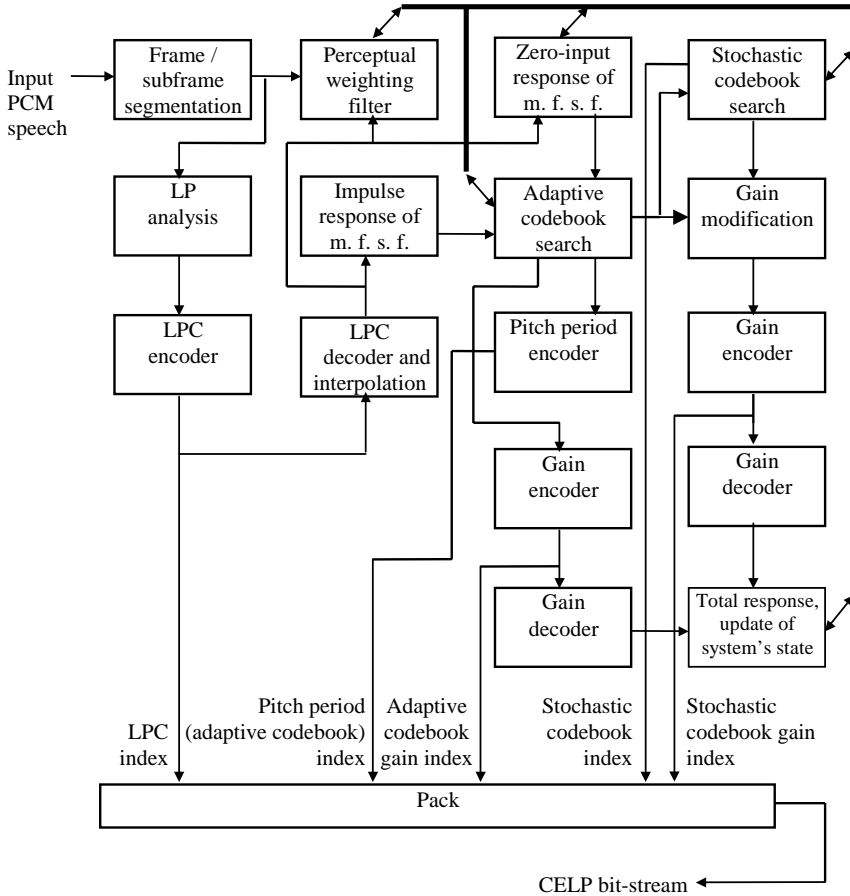 Input
PCM
speech
Frame /
subframe
segmentation
Perceptual
weighting
filter
Zero-input
response of
m. f. s. f.
Stochastic
codebook
search
LP
analysis
Impulse
response of
m. f. s. f.
Adaptive
codebook
search
Gain
modification
LPC
encoder
LPC
decoder and
interpolation
Pitch period
encoder
Gain
encoder
Gain
encoder
Gain
decoder
Gain
decoder
Total response,
update of
system's state
LPC
index
Pitch period
(adaptive codebook)
index
Adaptive
codebook
gain index
Stochastic
codebook
index
Stochastic
codebook gain
index
Pack
CELP bit-stream